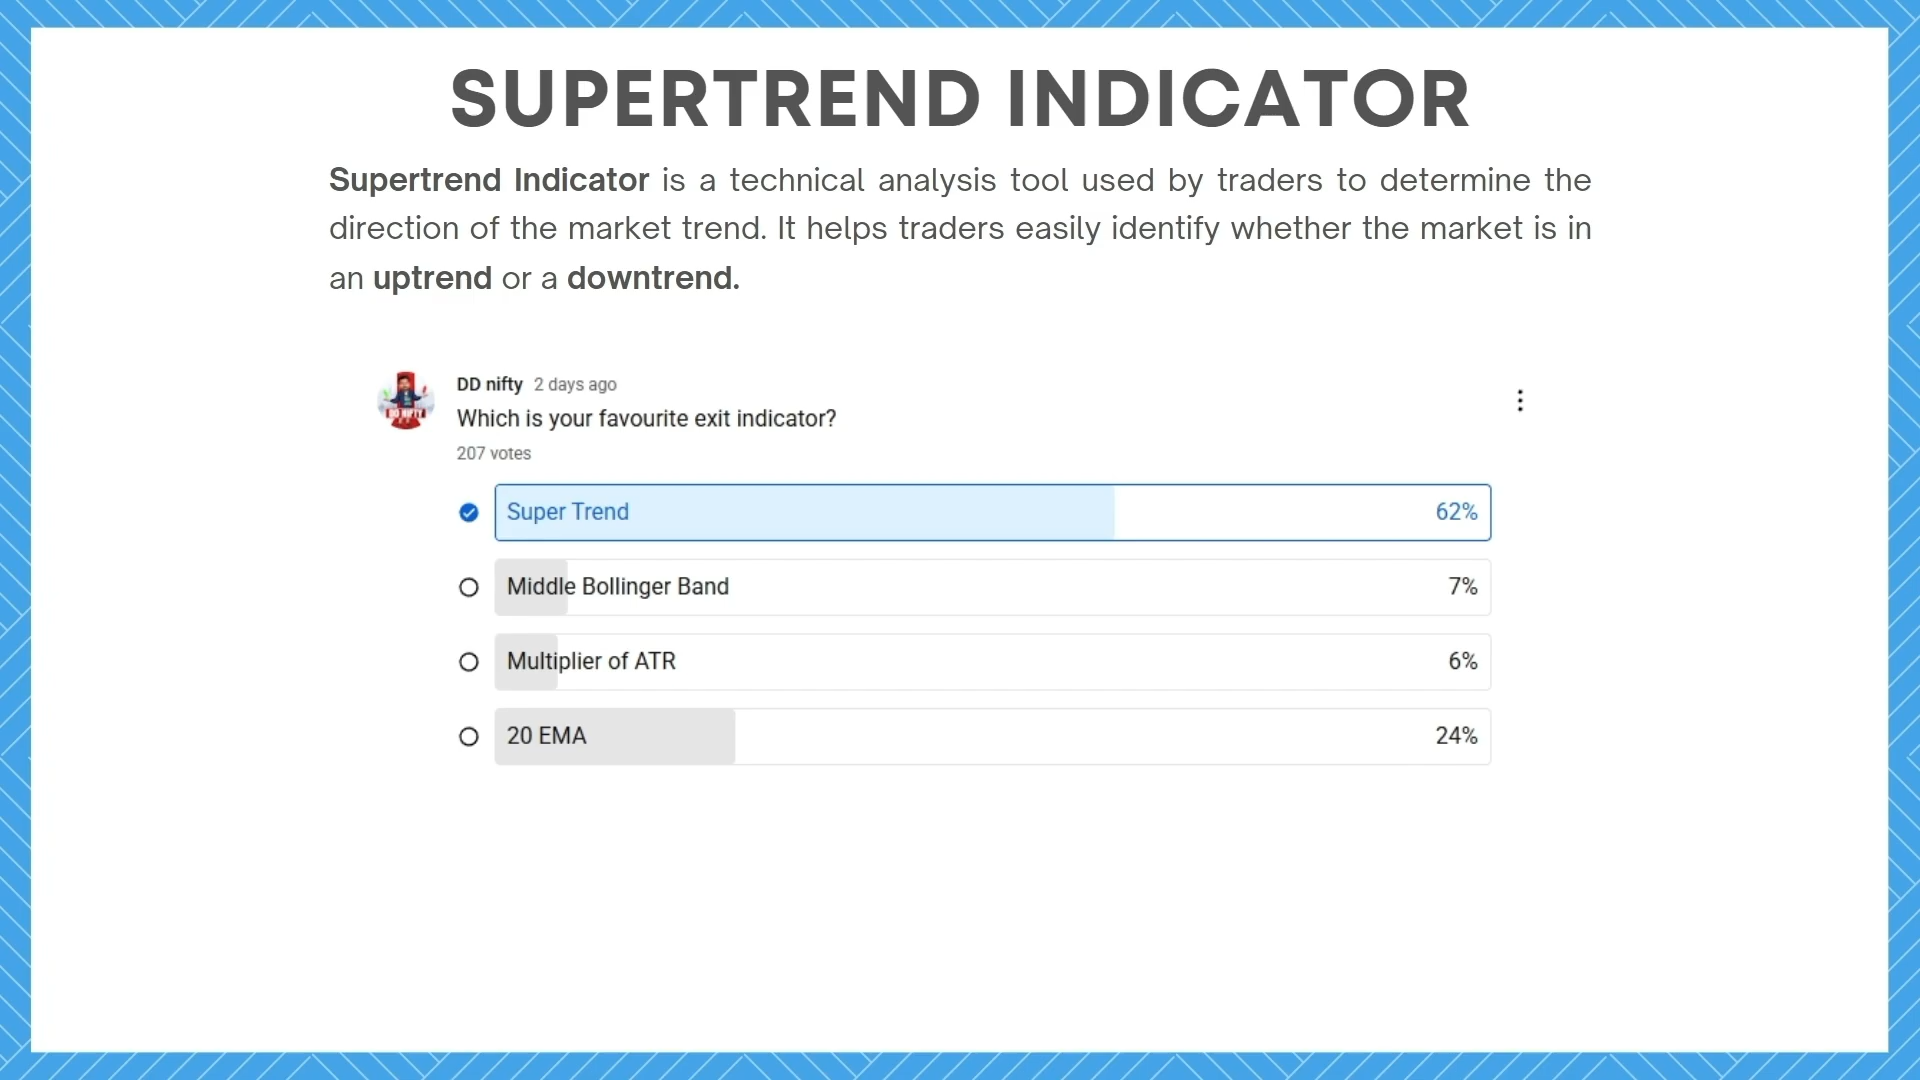 SUPERTREND INDICATOR
Supertrend Indicator is a technical analysis tool used by traders to determine the
direction of the market trend. It helps traders easily identify whether the market is in
an uptrend or a downtrend.
DD nifty 2 days ago
Which is your favourite exit indicator?
207 votes
Super Trend 62%
Middle Bollinger Band 7%
Multiplier of ATR 6%
20 EMA 24%
DD NIFTY